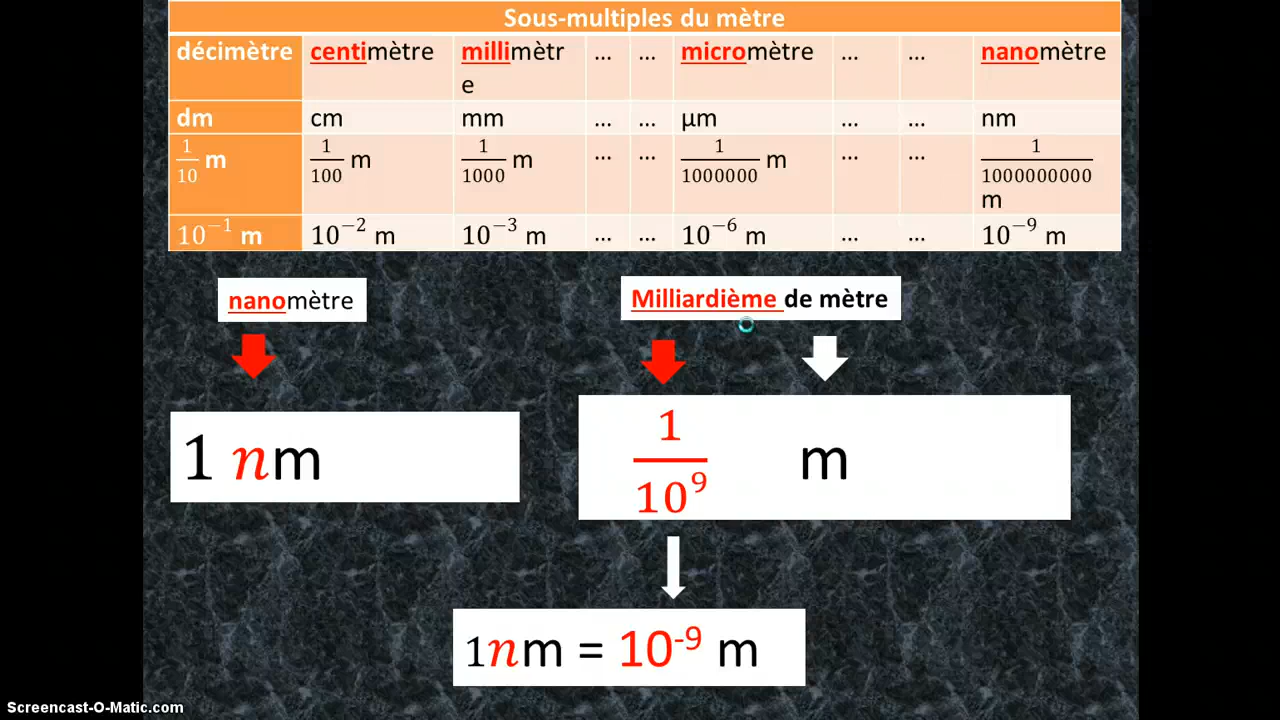 Sous-multiples du mètre
décimètre centimètre millimètr ... ... micromètre ... ... nanomètre
e
dm cm mm ... ... µm ... ... nm
1/10 m 1/100 m 1/1000 m ... ... 1/1000000 m ... ... 1/1000000000
m
10⁻¹ m 10⁻² m 10⁻³ m ... ... 10⁻⁶ m ... ... 10⁻⁹ m
nanomètre Milliardième de mètre
1 nm 1/10⁹ m
1nm = 10⁻⁹ m
Screencast-O-Matic.com